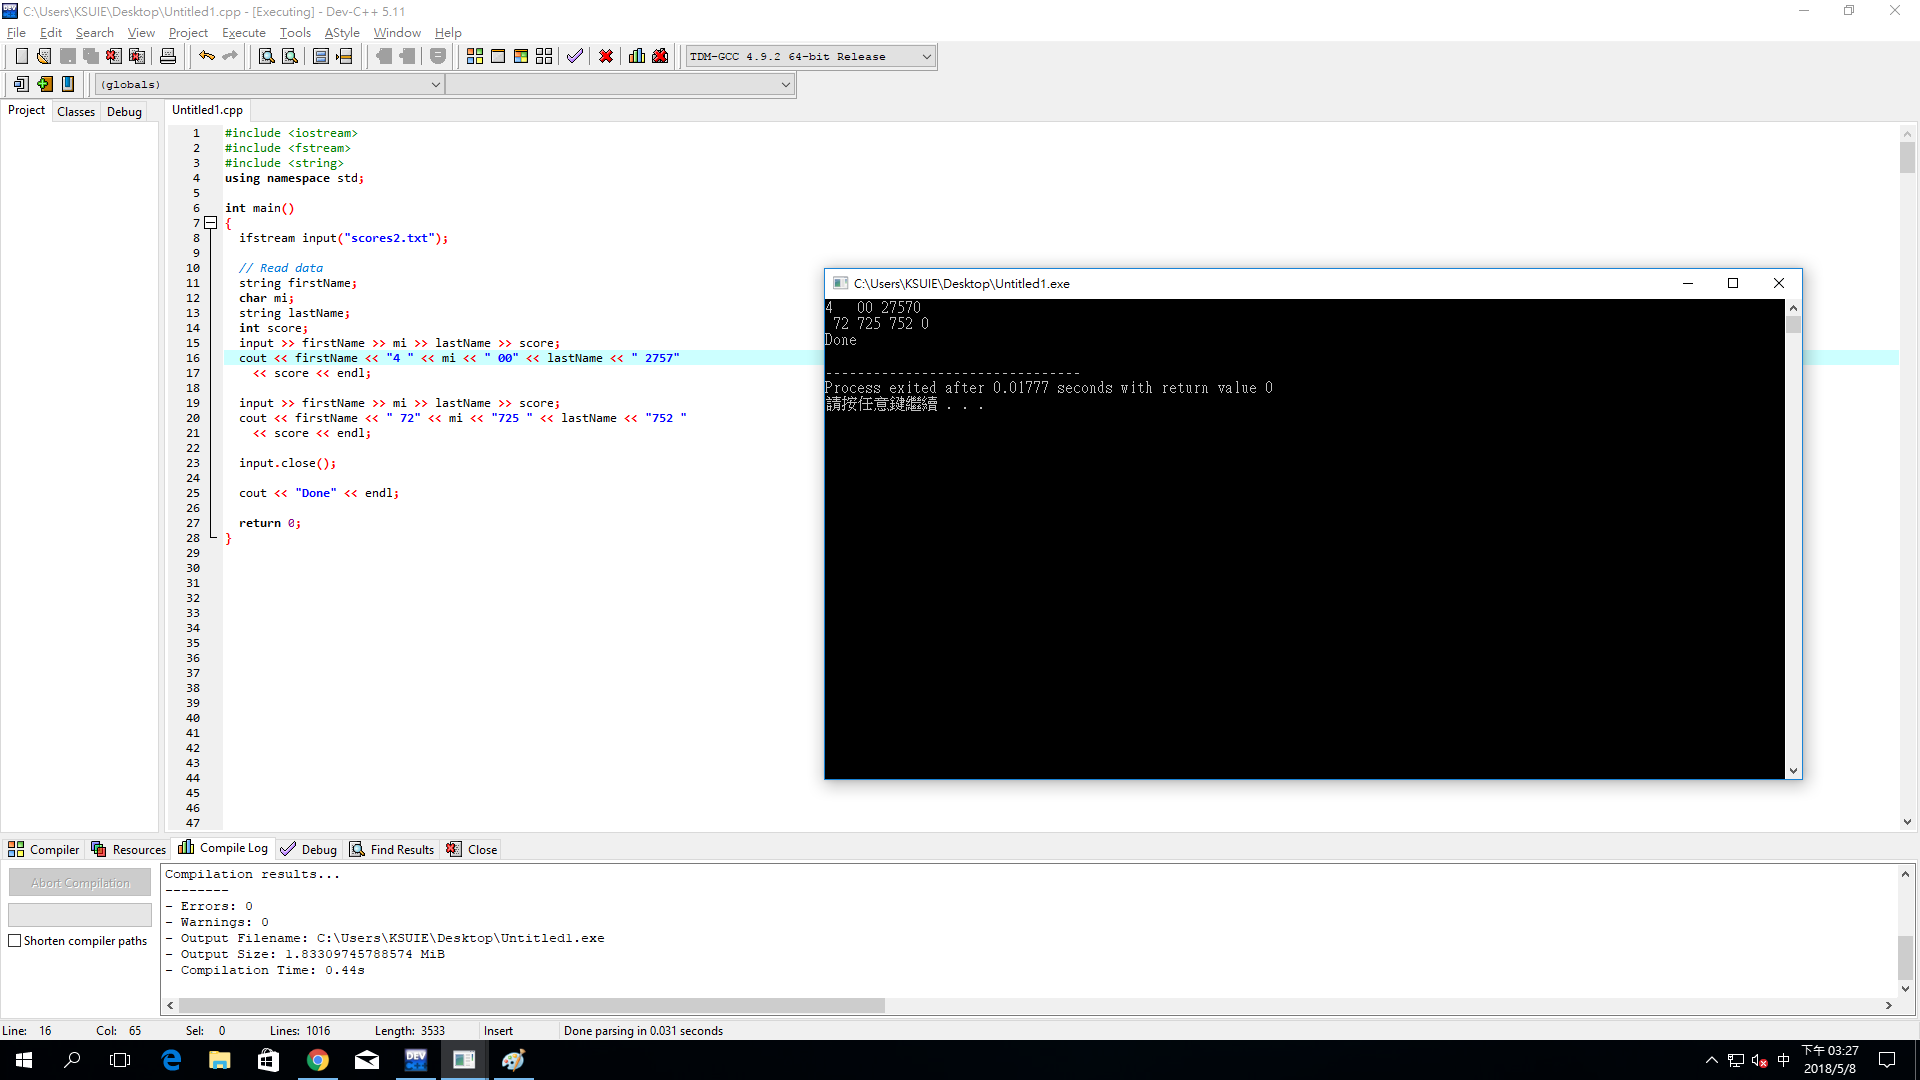 C:\Users\KSUIE\Desktop\Untitled1.cpp - [Executing] - Dev-C++ 5.11
File Edit Search View Project Execute Tools AStyle Window Help
TDM-GCC 4.9.2 64-bit Release
(globals)
Project Classes Debug
Untitled1.cpp
1 #include <iostream>
2 #include <fstream>
3 #include <string>
4 using namespace std;
5
6 int main()
7 {
8 ifstream input("scores2.txt");
9
10 // Read data
11 string firstName;
12 char mi;
13 string lastName;
14 int score;
15 input >> firstName >> mi >> lastName >> score;
16 cout << firstName << "4 " << mi << " 00" << lastName << " 2757"
17 << score << endl;
18
19 input >> firstName >> mi >> lastName >> score;
20 cout << firstName << " 72" << mi << "725 " << lastName << "752 "
21 << score << endl;
22
23 input.close();
24
25 cout << "Done" << endl;
26
27 return 0;
28 }
29
30
31
32
33
34
35
36
37
38
39
40
41
42
43
44
45
46
47
C:\Users\KSUIE\Desktop\Untitled1.exe
4   00 27570
 72 725 752 0
Done
--------------------------------
Process exited after 0.01777 seconds with return value 0
請按任意鍵繼續 . . .
Compiler Resources Compile Log Debug Find Results Close
Abort Compilation
Shorten compiler paths
Compilation results...
--------
- Errors: 0
- Warnings: 0
- Output Filename: C:\Users\KSUIE\Desktop\Untitled1.exe
- Output Size: 1.83309745788574 MiB
- Compilation Time: 0.44s
Line: 16 Col: 65 Sel: 0 Lines: 1016 Length: 3533 Insert Done parsing in 0.031 seconds
DEV
中
下午 03:27
2018/5/8